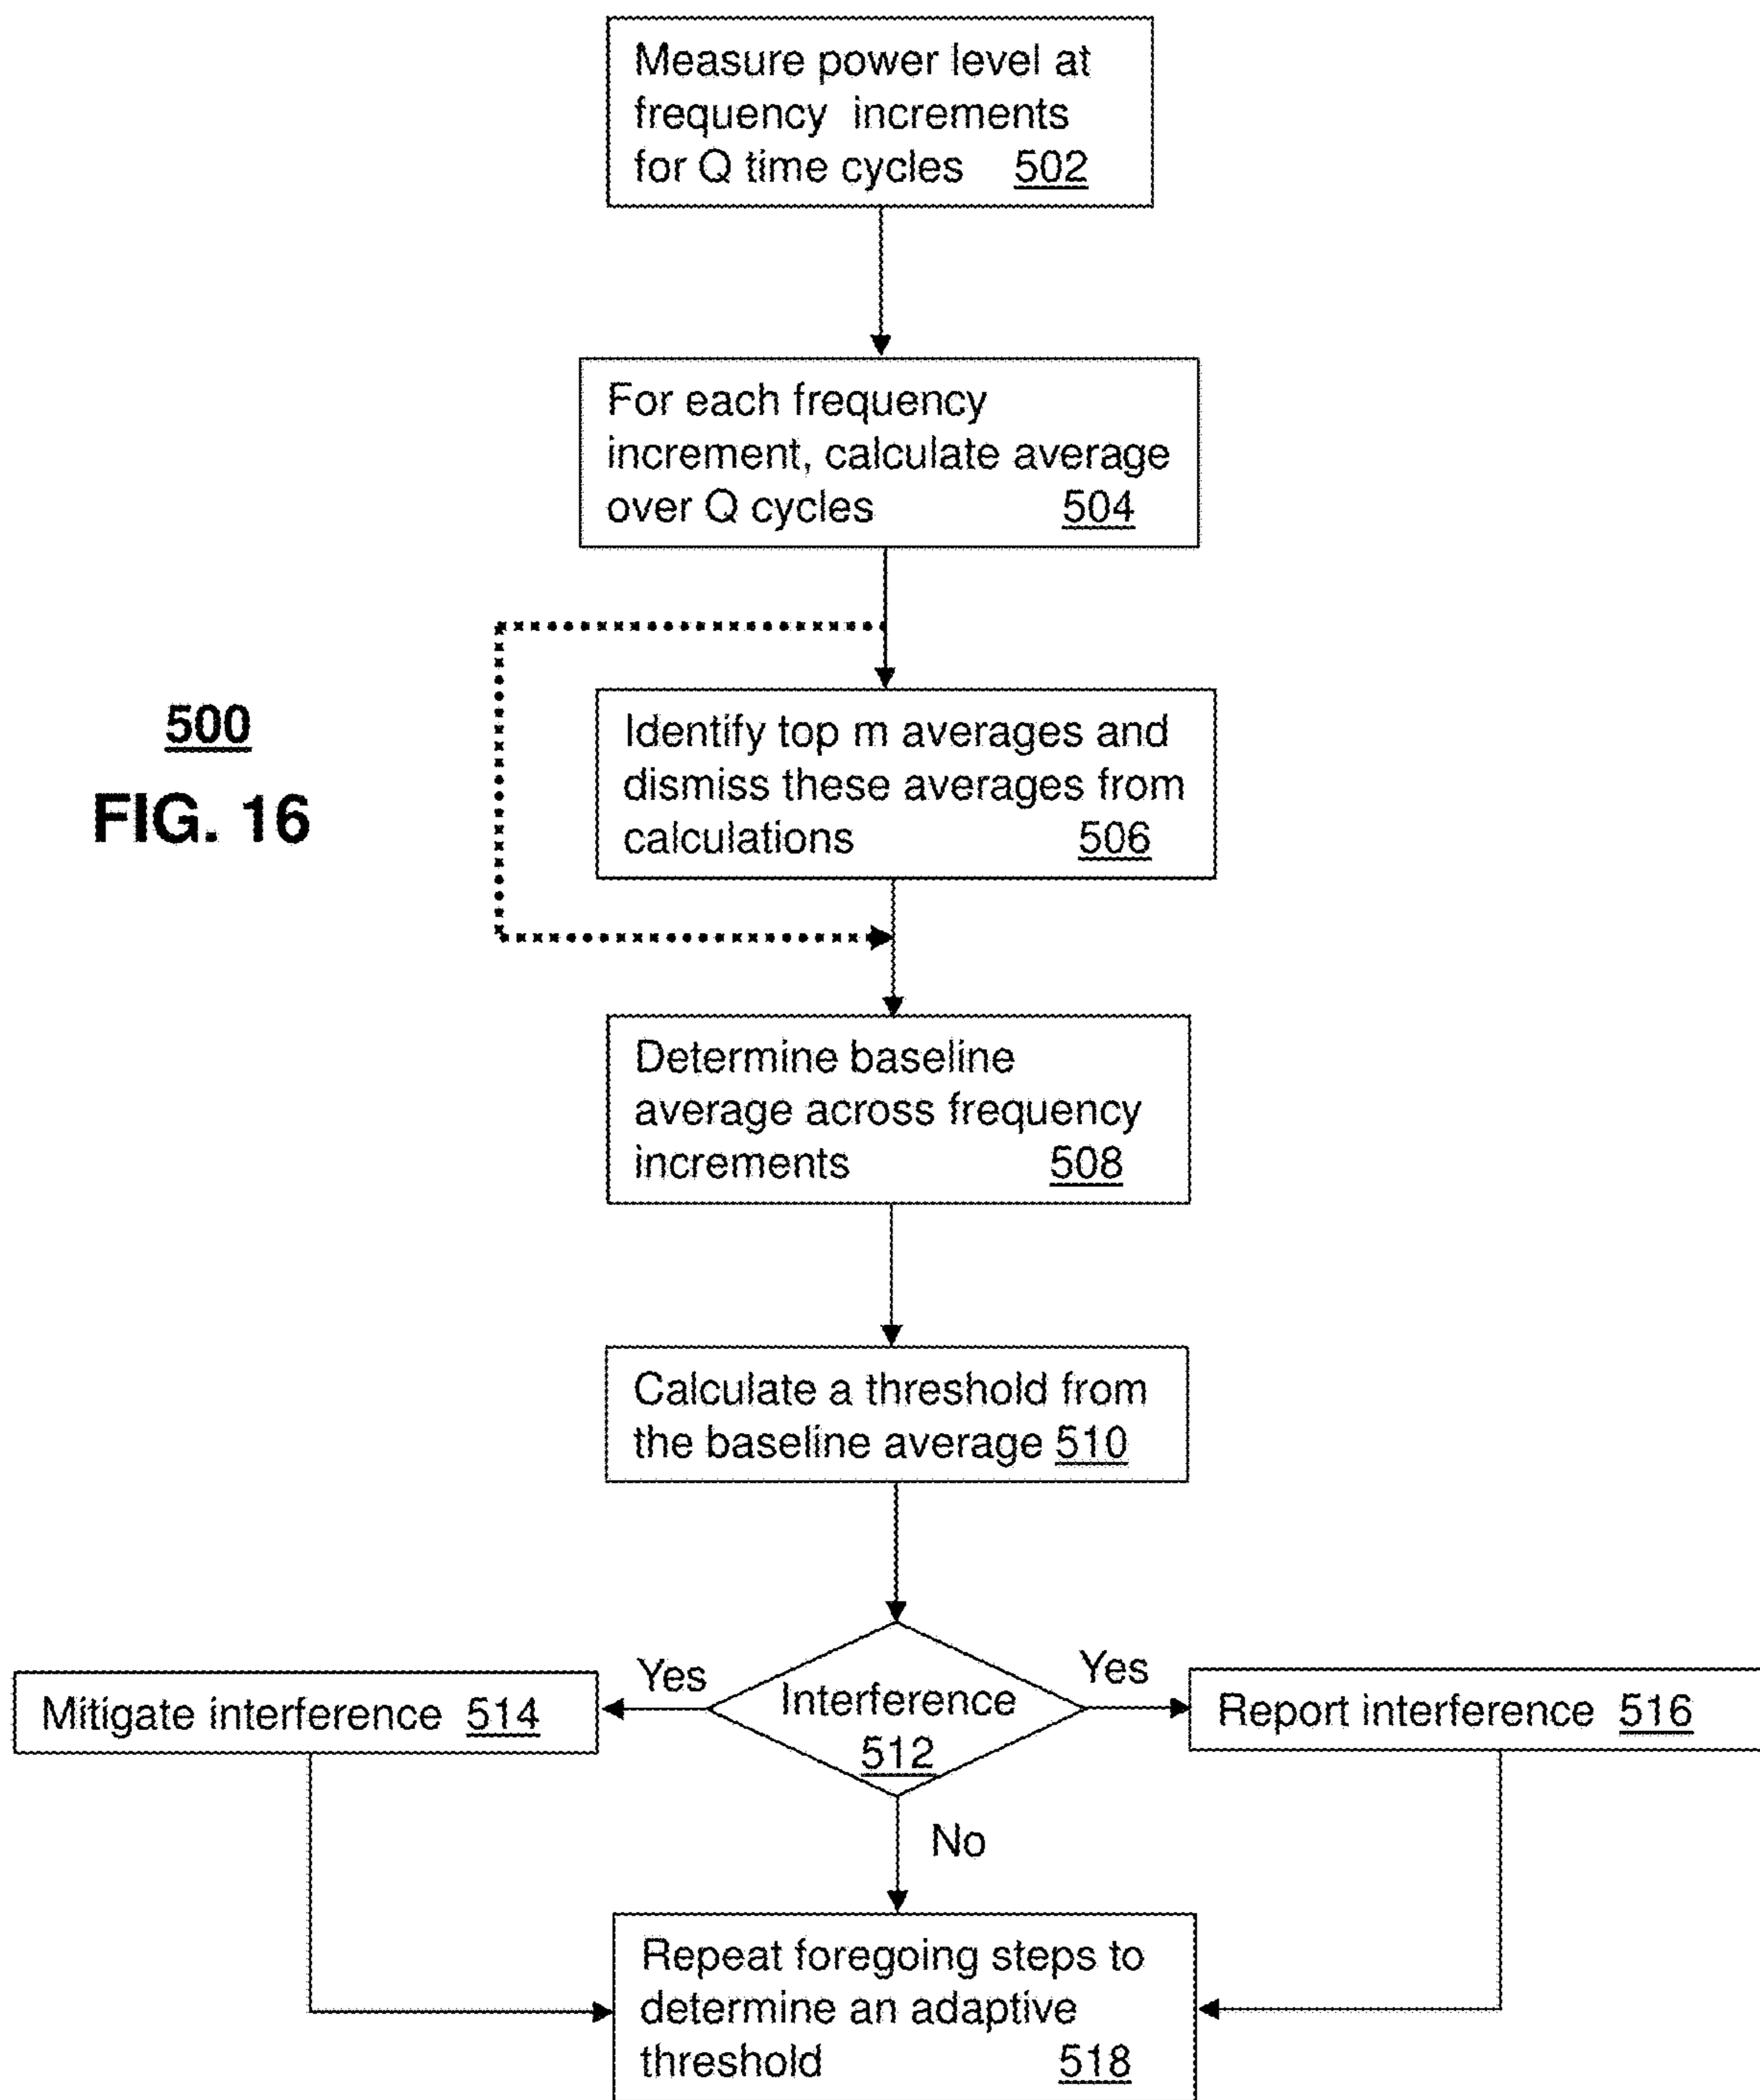 Measure power level at
frequency increments
for Q time cycles 502
For each frequency
increment, calculate average
over Q cycles 504
500
FIG. 16
Identify top m averages and
dismiss these averages from
calculations 506
Determine baseline
average across frequency
increments 508
Calculate a threshold from
the baseline average 510
Yes
Yes
Mitigate interference 514
Interference
512
Report interference 516
No
Repeat foregoing steps to
determine an adaptive
threshold 518